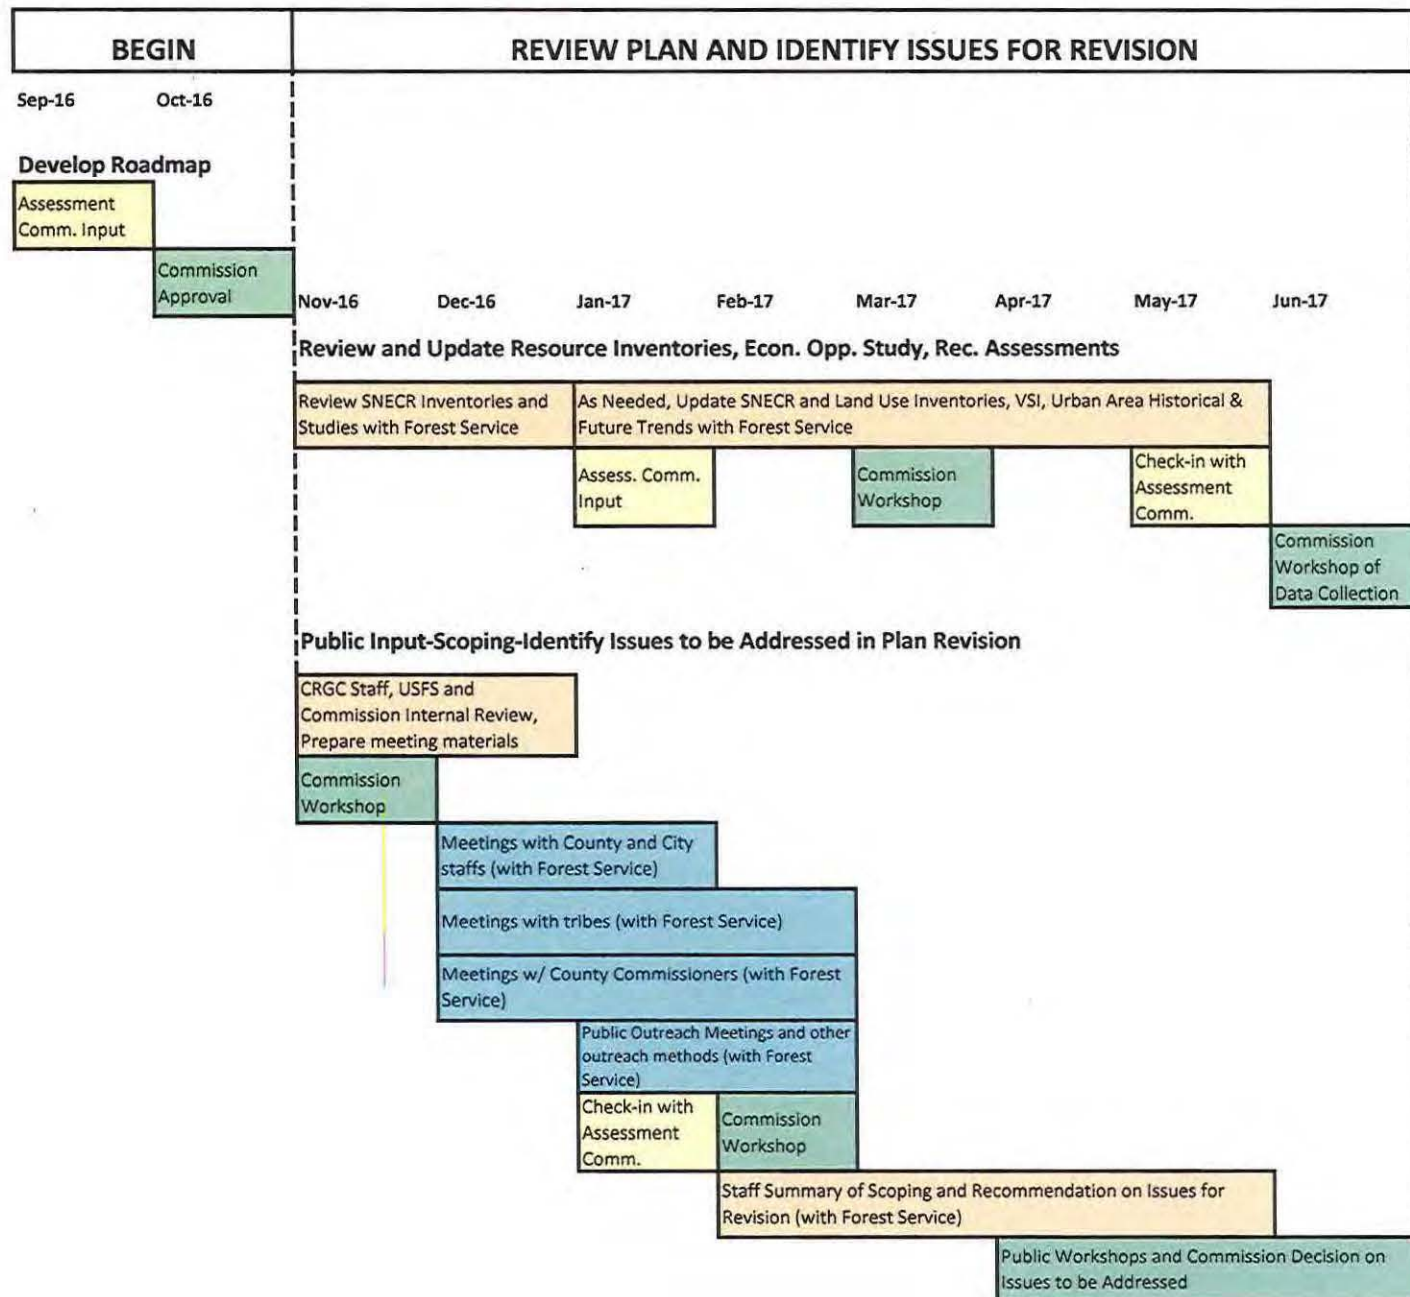 BEGIN
REVIEW PLAN AND IDENTIFY ISSUES FOR REVISION
Sep-16 Oct-16
Develop Roadmap
Assessment
Comm. Input
Commission
Approval
Nov-16 Dec-16 Jan-17 Feb-17 Mar-17 Apr-17 May-17 Jun-17
Review and Update Resource Inventories, Econ. Opp. Study, Rec. Assessments
Review SNECR Inventories and
Studies with Forest Service
As Needed, Update SNECR and Land Use Inventories, VSI, Urban Area Historical &
Future Trends with Forest Service
Assess. Comm.
Input
Commission
Workshop
Check-in with
Assessment
Comm.
Commission
Workshop of
Data Collection
Public Input-Scoping-Identify Issues to be Addressed in Plan Revision
CRGC Staff, USFS and
Commission Internal Review,
Prepare meeting materials
Commission
Workshop
Meetings with County and City
staffs (with Forest Service)
Meetings with tribes (with Forest Service)
Meetings w/ County Commissioners (with Forest
Service)
Public Outreach Meetings and other
outreach methods (with Forest
Service)
Check-in with
Assessment
Comm.
Commission
Workshop
Staff Summary of Scoping and Recommendation on Issues for
Revision (with Forest Service)
Public Workshops and Commission Decision on
Issues to be Addressed